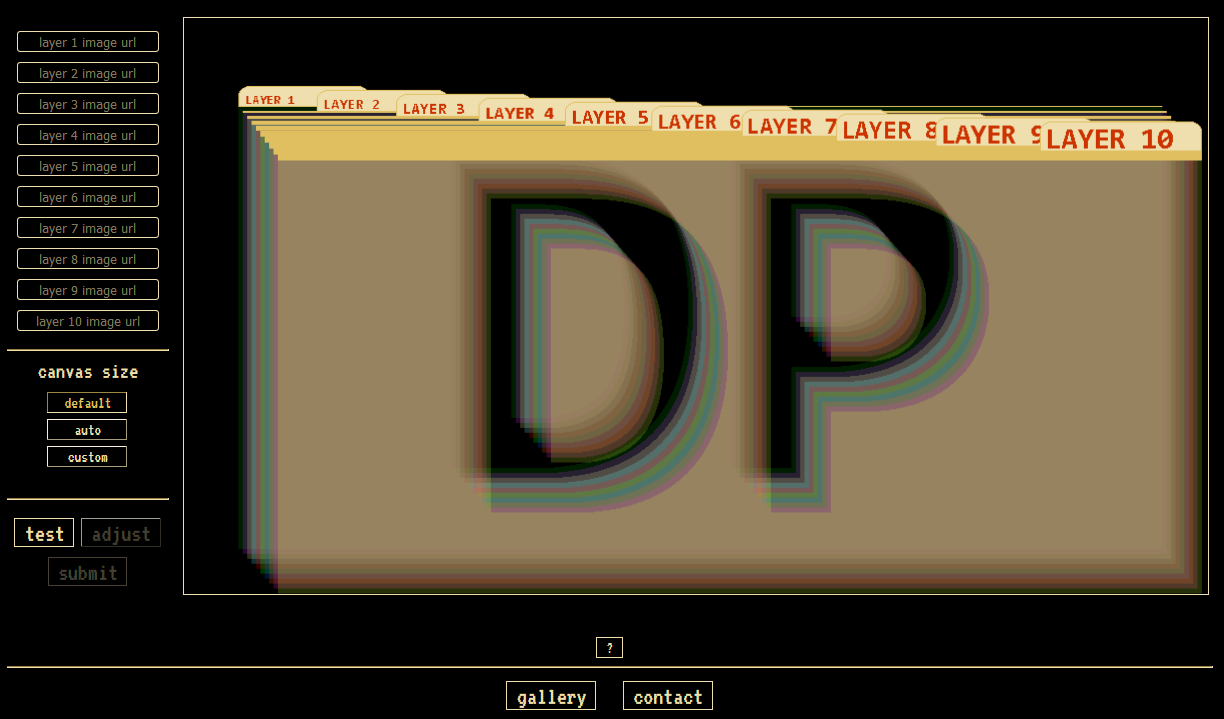 layer 1 image url
layer 2 image url
layer 3 image url
layer 4 image url
layer 5 image url
layer 6 image url
layer 7 image url
layer 8 image url
layer 9 image url
layer 10 image url
canvas size
default
auto
custom
test adjust
submit
LAYER 1 LAYER 2 LAYER 3 LAYER 4 LAYER 5 LAYER 6 LAYER 7 LAYER 8 LAYER 9 LAYER 10
DP
?
gallery contact